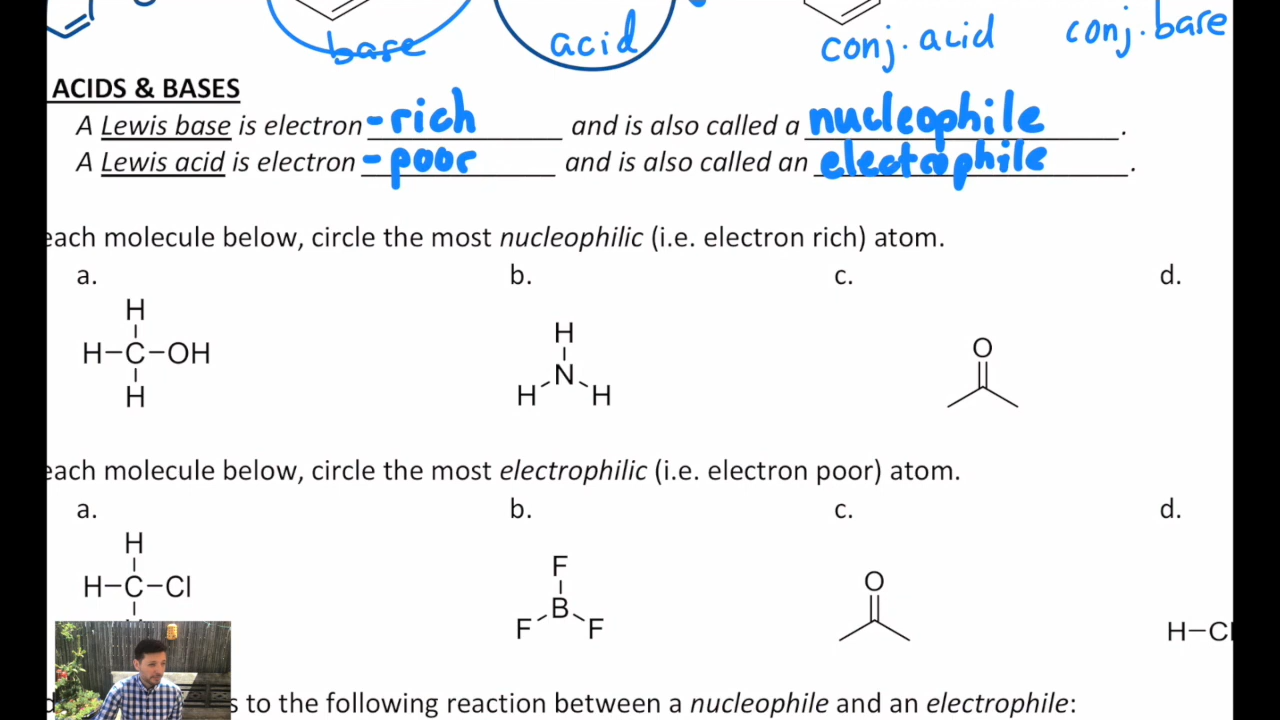 base acid conj. acid conj. base
ACIDS & BASES
A Lewis base is electron -rich and is also called a nucleophile.
A Lewis acid is electron -poor and is also called an electrophile.
each molecule below, circle the most nucleophilic (i.e. electron rich) atom.
a. b. c. d.
H
H
O
H-C-OH
N
H
H H
each molecule below, circle the most electrophilic (i.e. electron poor) atom.
a. b. c. d.
H
F
O
H-C-Cl
B
F F
H-Cl
s to the following reaction between a nucleophile and an electrophile: